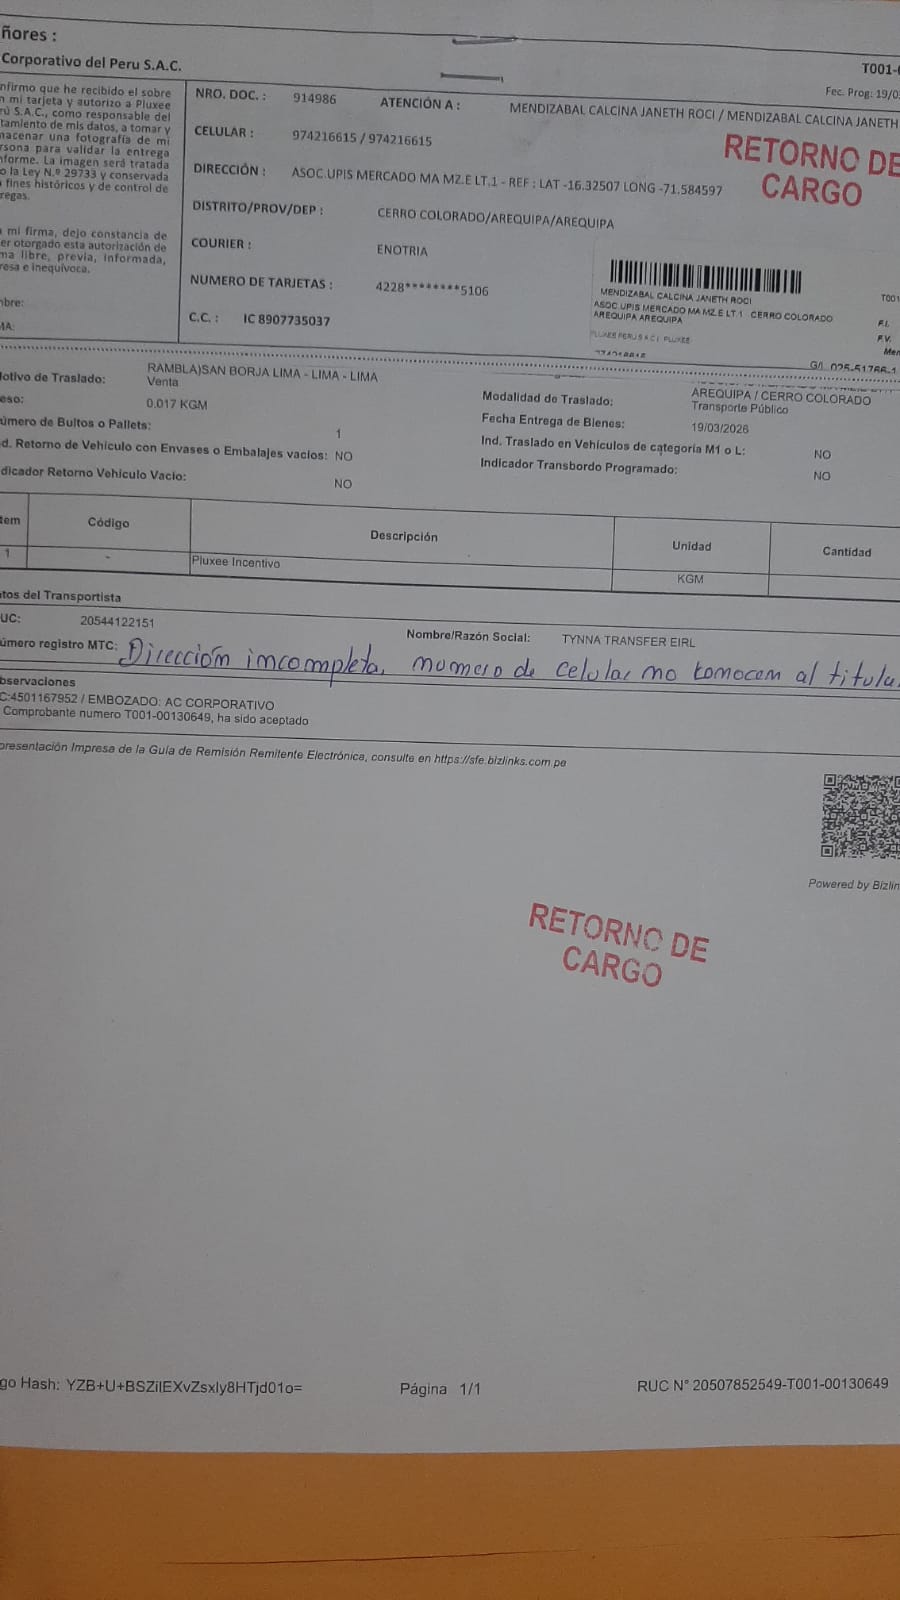 ñores :
Corporativo del Peru S.A.C.
T001-
Fec. Prog: 19/0
nfirmo que he recibido el sobre
n mi tarjeta y autorizo a Pluxee
rú S.A.C., como responsable del
tamiento de mis datos, a tomar y
macenar una fotografía de mi
rsona para validar la entrega
nforme. La imagen será tratada
o la Ley N.º 29733 y conservada
fines históricos y de control de
regas.
mi firma, dejo constancia de
er otorgado esta autorización de
ma libre, previa, informada,
resa e inequívoca.
mbre:
MA:
NRO. DOC. : 914986 ATENCIÓN A : MENDIZABAL CALCINA JANETH ROCI / MENDIZABAL CALCINA JANETH
CELULAR : 974216615 / 974216615
RETORNO DE
CARGO
DIRECCIÓN : ASOC.UPIS MERCADO MA MZ.E LT.1 - REF : LAT -16.32507 LONG -71.584597
DISTRITO/PROV/DEP : CERRO COLORADO/AREQUIPA/AREQUIPA
COURIER : ENOTRIA
NUMERO DE TARJETAS : 4228********5106
C.C. : IC 8907735037
MENDIZABAL CALCINA JANETH ROCI
ASOC.UPIS MERCADO MA MZ.E LT.1 CERRO COLORADO
AREQUIPA AREQUIPA
T001
F.I.
F.V.
Men
G/I. 025-51766-1
RAMBLA)SAN BORJA LIMA - LIMA - LIMA
AREQUIPA / CERRO COLORADO
otivo de Traslado: Venta
Modalidad de Traslado: Transporte Público
eso: 0.017 KGM
Fecha Entrega de Bienes: 19/03/2026
úmero de Bultos o Pallets: 1
Ind. Traslado en Vehículos de categoría M1 o L: NO
d. Retorno de Vehículo con Envases o Embalajes vacíos: NO
Indicador Transbordo Programado: NO
dicador Retorno Vehículo Vacío: NO
tem Código Descripción Unidad Cantidad
1 - Pluxee Incentivo KGM
atos del Transportista
UC: 20544122151
Nombre/Razón Social: TYNNA TRANSFER EIRL
úmero registro MTC:
Dirección imcompleta, numero de celular no konocen al titula
bservaciones
C:4501167952 / EMBOZADO: AC CORPORATIVO
Comprobante numero T001-00130649, ha sido aceptado
presentación Impresa de la Guía de Remisión Remitente Electrónica, consulte en https://sfe.bizlinks.com.pe
Powered by Bizlin
RETORNO DE
CARGO
go Hash: YZB+U+BSZilEXvZsxly8HTjd01o=
Página 1/1
RUC N° 20507852549-T001-00130649